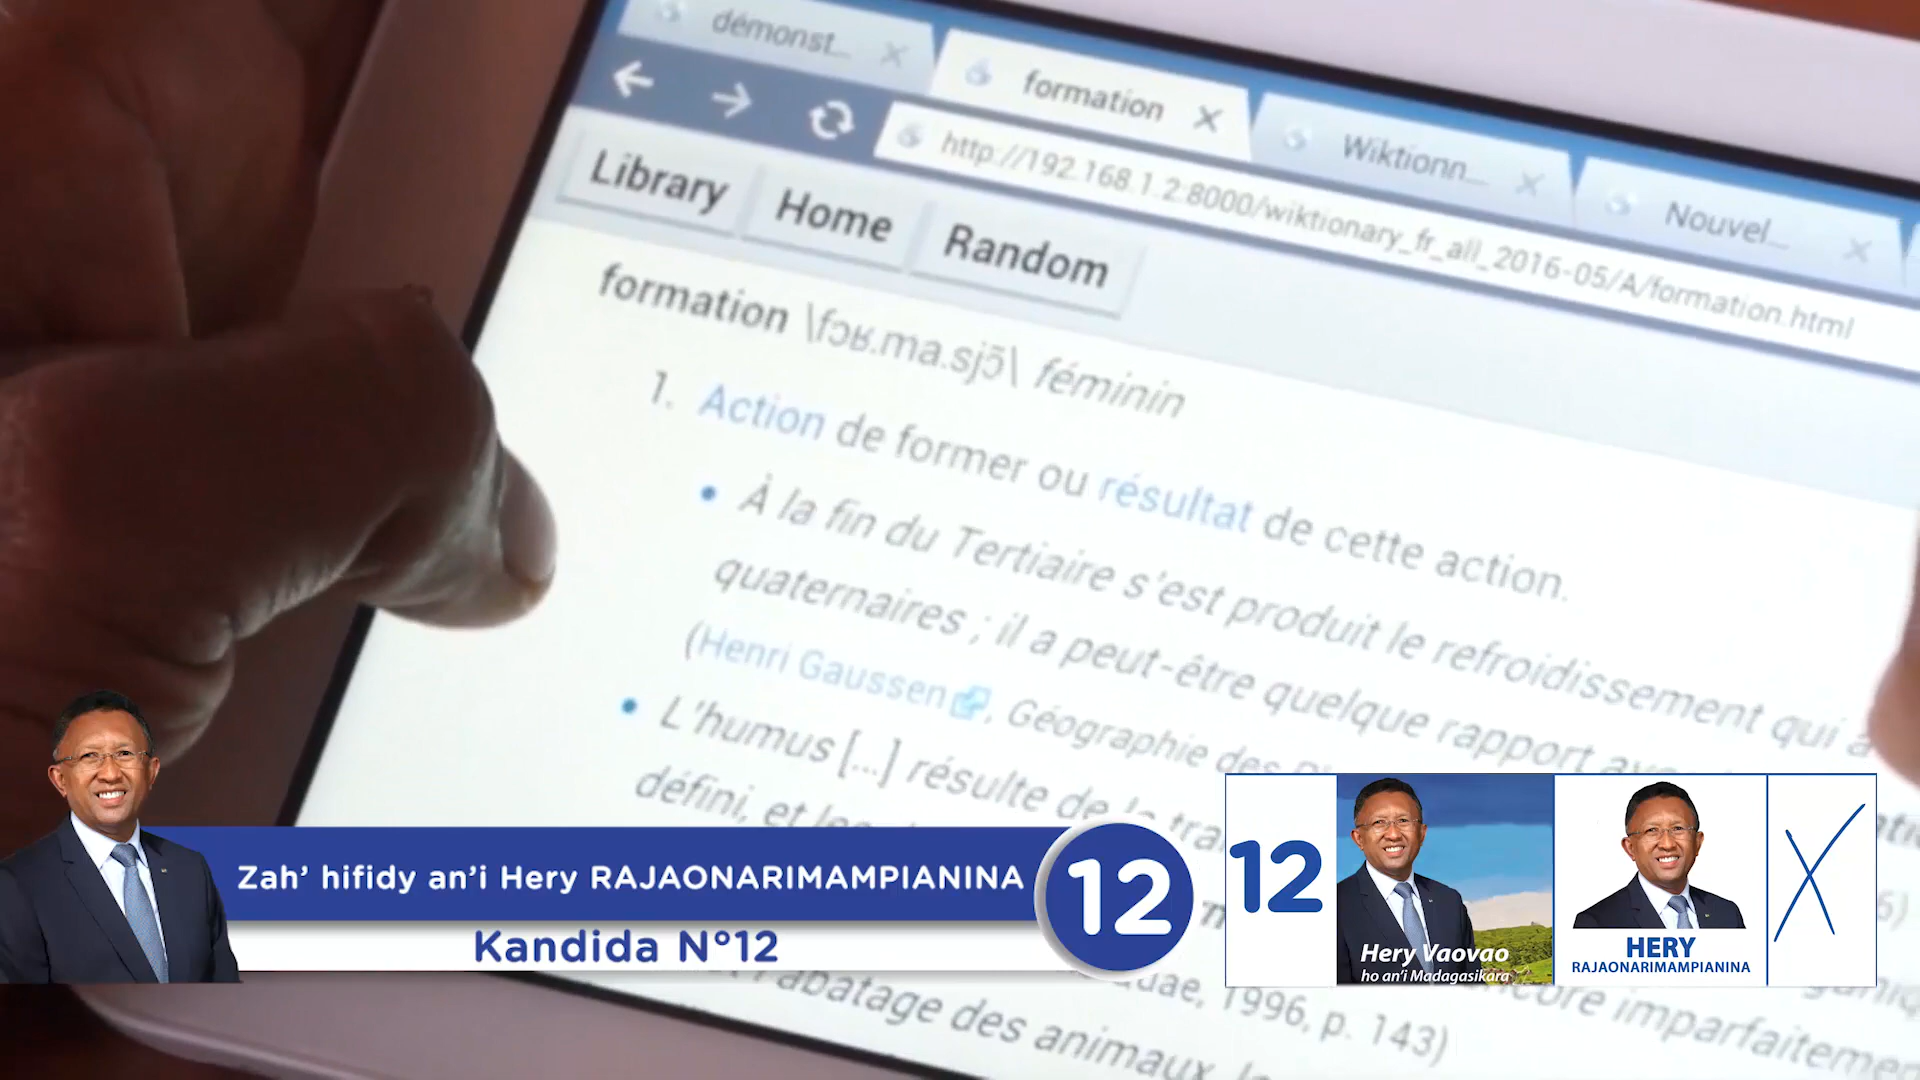 démonst...
formation
Wiktionn...
Nouvel...
http://192.168.1.2:8000/wiktionary_fr_all_2016-05/A/formation.html
Library Home Random
formation \fɔʁ.ma.sjɔ̃\ féminin
1. Action de former ou résultat de cette action.
À la fin du Tertiaire s'est produit le refroidissement qui a
quaternaires ; il a peut-être quelque rapport
(Henri Gaussen, Géographie des
L'humus [...] résulte de
défini, et
1996, p. 143)
encore imparfaitement
abatage des animaux,
Zah' hifidy an'i Hery RAJAONARIMAMPIANINA
Kandida N°12
12
12
Hery Vaovao
ho an'i Madagasikara
HERY
RAJAONARIMAMPIANINA
X